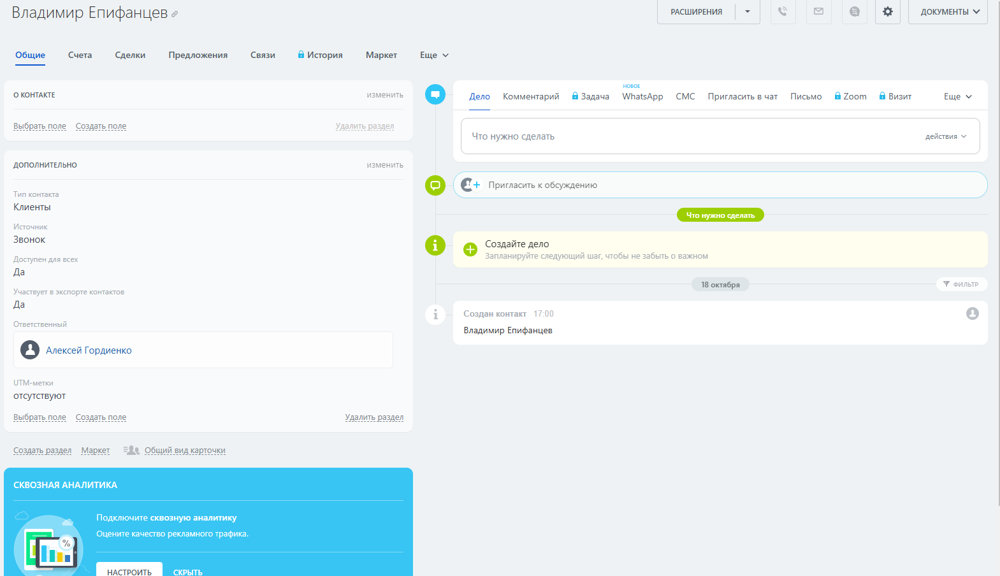 Владимир Епифанцев
РАСШИРЕНИЯ
ДОКУМЕНТЫ
Общие
Счета
Сделки
Предложения
Связи
История
Маркет
Еще
О КОНТАКТЕ
изменить
Выбрать поле
Создать поле
Удалить раздел
ДОПОЛНИТЕЛЬНО
изменить
Тип контакта
Клиенты
Источник
Звонок
Доступен для всех
Да
Участвует в экспорте контактов
Да
Ответственный
Алексей Гордиенко
UTM-метки
отсутствуют
Выбрать поле
Создать поле
Удалить раздел
Создать раздел
Маркет
Общий вид карточки
СКВОЗНАЯ АНАЛИТИКА
Подключите сквозную аналитику
Оцените качество рекламного трафика.
%
НАСТРОИТЬ
СКРЫТЬ
НОВОЕ
Дело
Комментарий
Задача
WhatsApp
СМС
Пригласить в чат
Письмо
Zoom
Визит
Еще
Что нужно сделать
действия
Пригласить к обсуждению
Что нужно сделать
Создайте дело
Запланируйте следующий шаг, чтобы не забыть о важном
18 октября
ФИЛЬТР
Создан контакт 17:00
Владимир Епифанцев